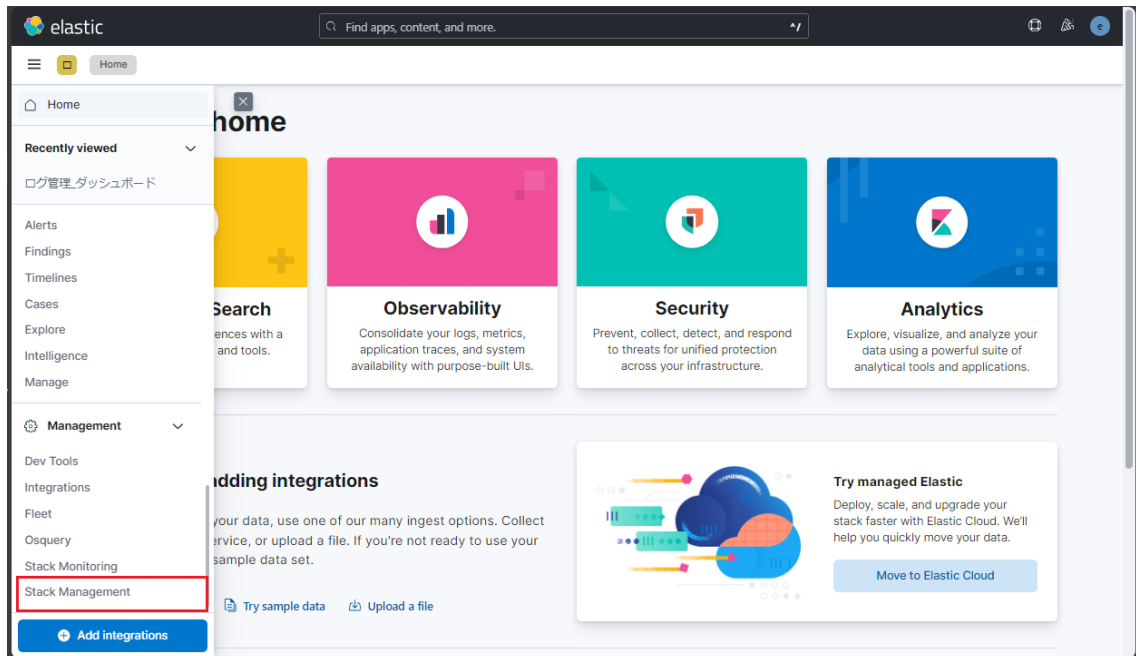 elastic
Find apps, content, and more.
^/
e
Home
Home
Recently viewed
ログ管理_ダッシュボード
Alerts
Findings
Timelines
Cases
Explore
Intelligence
Manage
Management
Dev Tools
Integrations
Fleet
Osquery
Stack Monitoring
Stack Management
Add integrations
home
Search
ences with a
and tools.
Observability
Consolidate your logs, metrics,
application traces, and system
availability with purpose-built UIs.
Security
Prevent, collect, detect, and respond
to threats for unified protection
across your infrastructure.
Analytics
Explore, visualize, and analyze your
data using a powerful suite of
analytical tools and applications.
adding integrations
your data, use one of our many ingest options. Collect
ervice, or upload a file. If you're not ready to use your
sample data set.
Try sample data
Upload a file
Try managed Elastic
Deploy, scale, and upgrade your
stack faster with Elastic Cloud. We'll
help you quickly move your data.
Move to Elastic Cloud